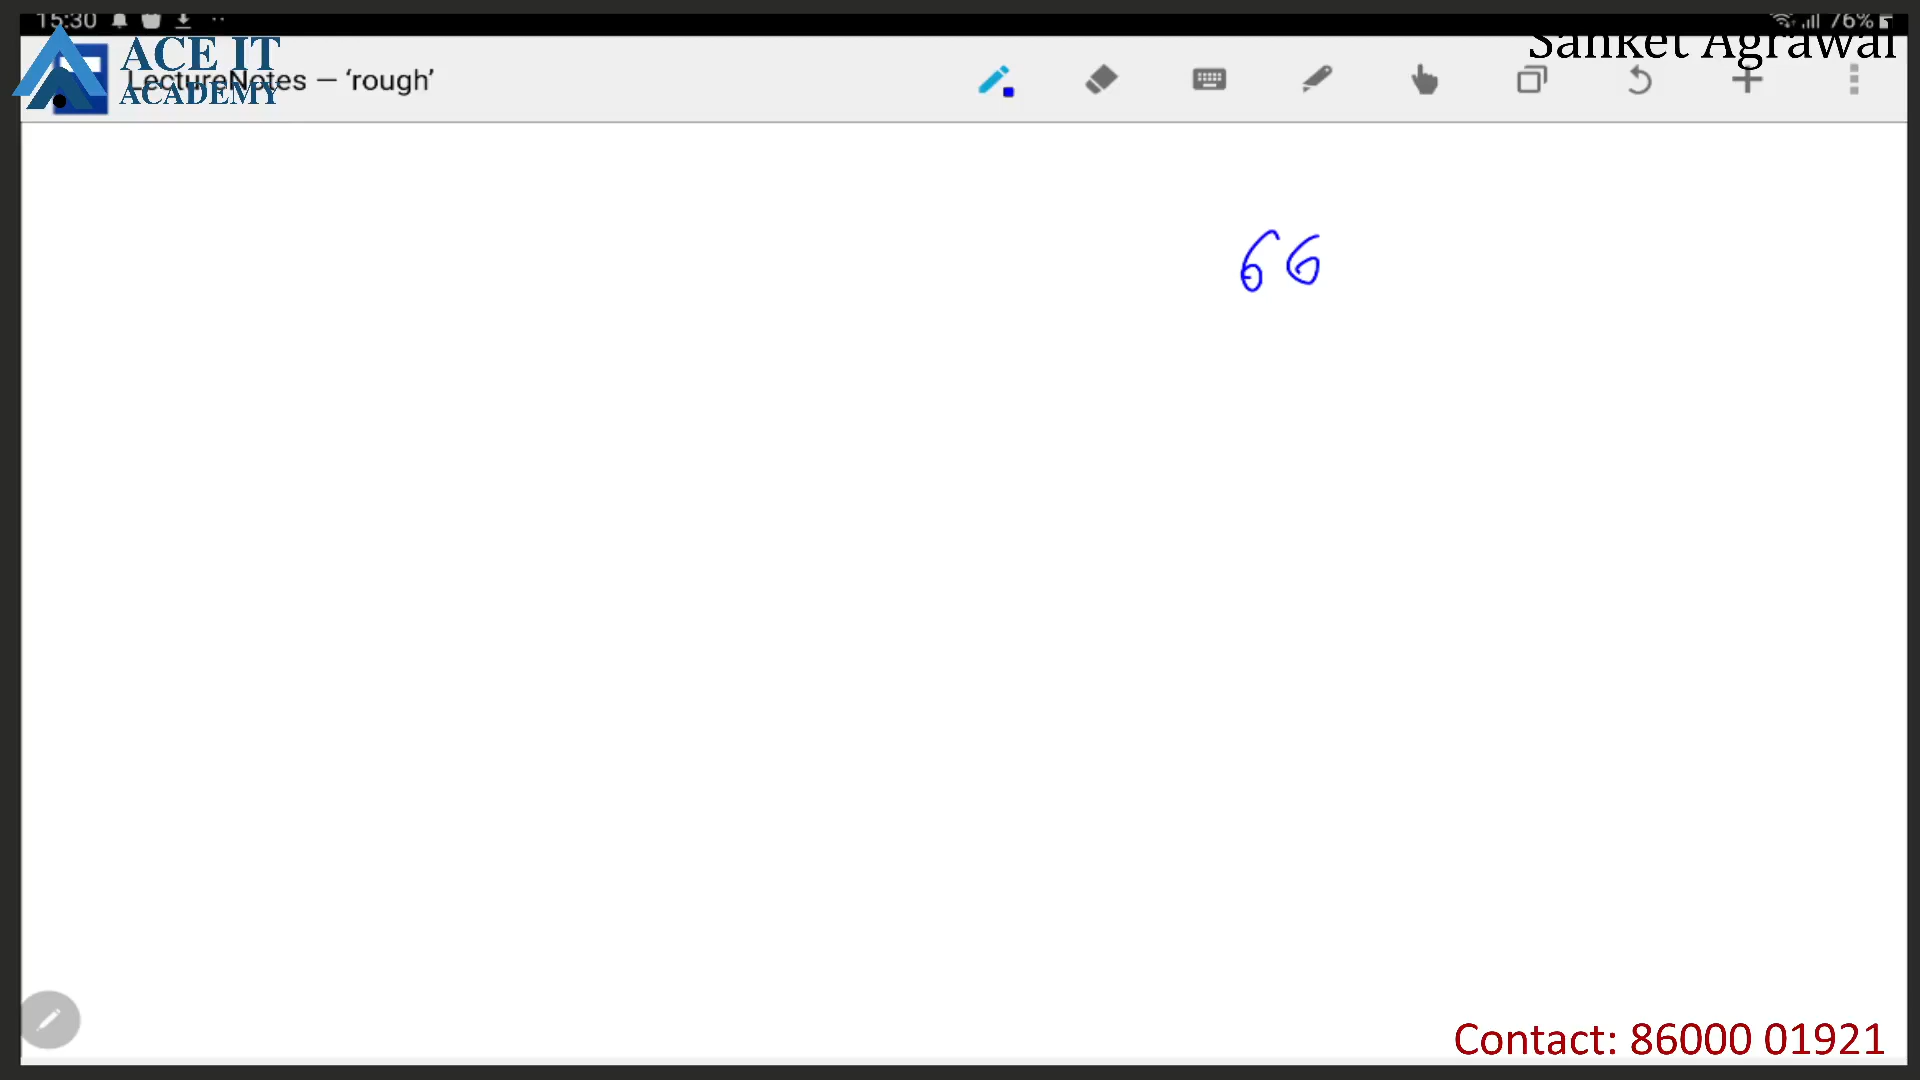 15:30 76%
Sanket Agrawal
ACE IT
ACADEMY
LectureNotes — ‘rough’
66
Contact: 86000 01921